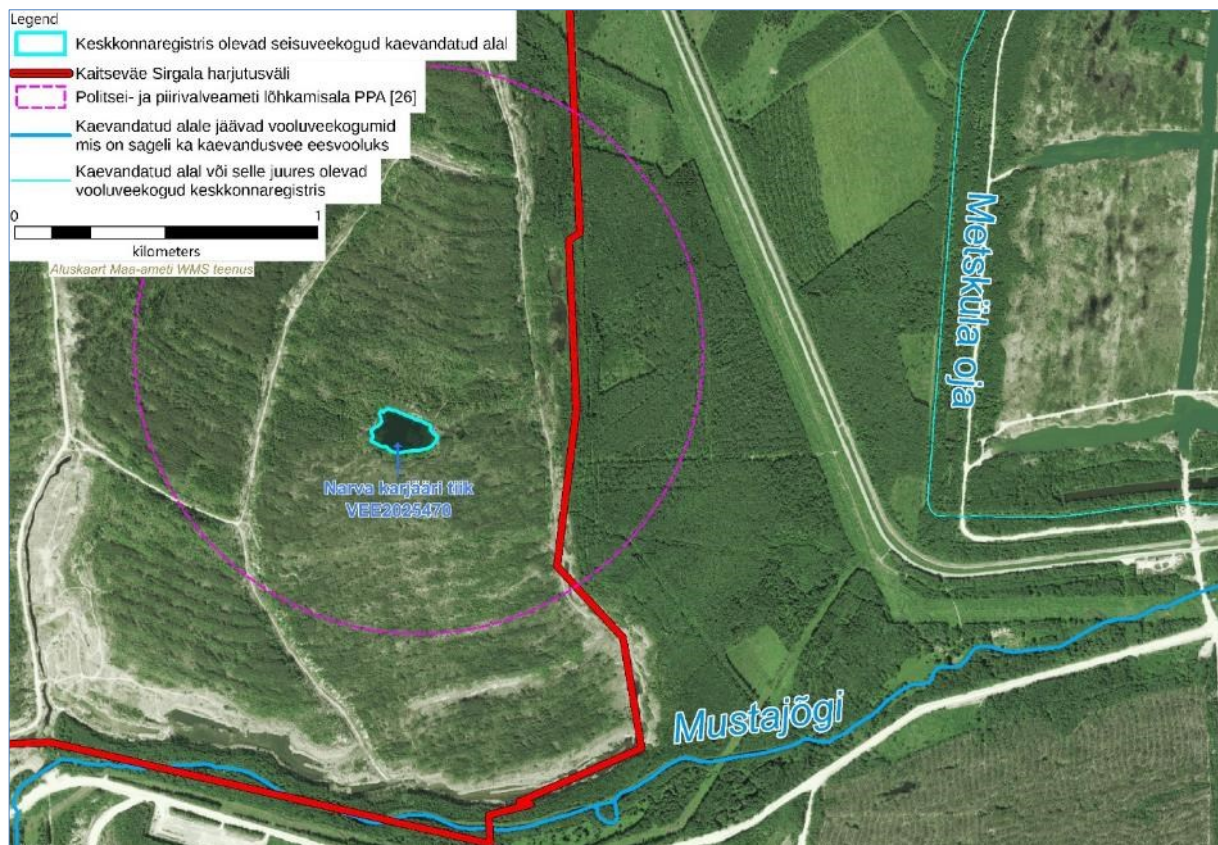 Legend
Keskkonnaregistris olevad seisuveekogud kaevandatud alal
Kaitseväe Sirgala harjutusväli
Politsei- ja piirivalveameti lõhkamisala PPA [26]
Kaevandatud alale jäävad vooluveekogumid
mis on sageli ka kaevandusvee eesvooluks
Kaevandatud alal või selle juures olevad
vooluveekogud keskkonnaregistris
0 1
kilometers
Aluskaart Maa-ameti WMS teenus
Metsküla oja
Narva karjääri tiik
VEE2025470
Mustajõgi